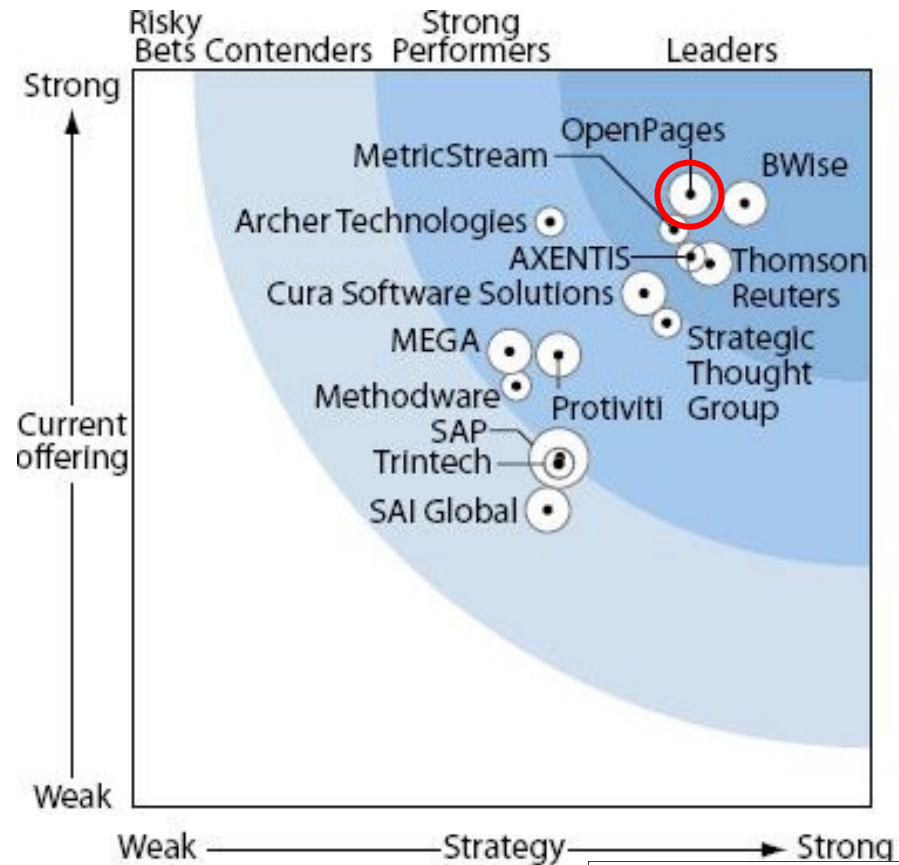 Risky
Bets
Contenders
Strong
Performers
Leaders
Strong
OpenPages
MetricStream
BWise
Archer Technologies
AXENTIS
Thomson
Reuters
Cura Software Solutions
Strategic
Thought
Group
MEGA
Methodware
Protiviti
Current
offering
SAP
Trintech
SAI Global
Weak
Weak
Strategy
Strong